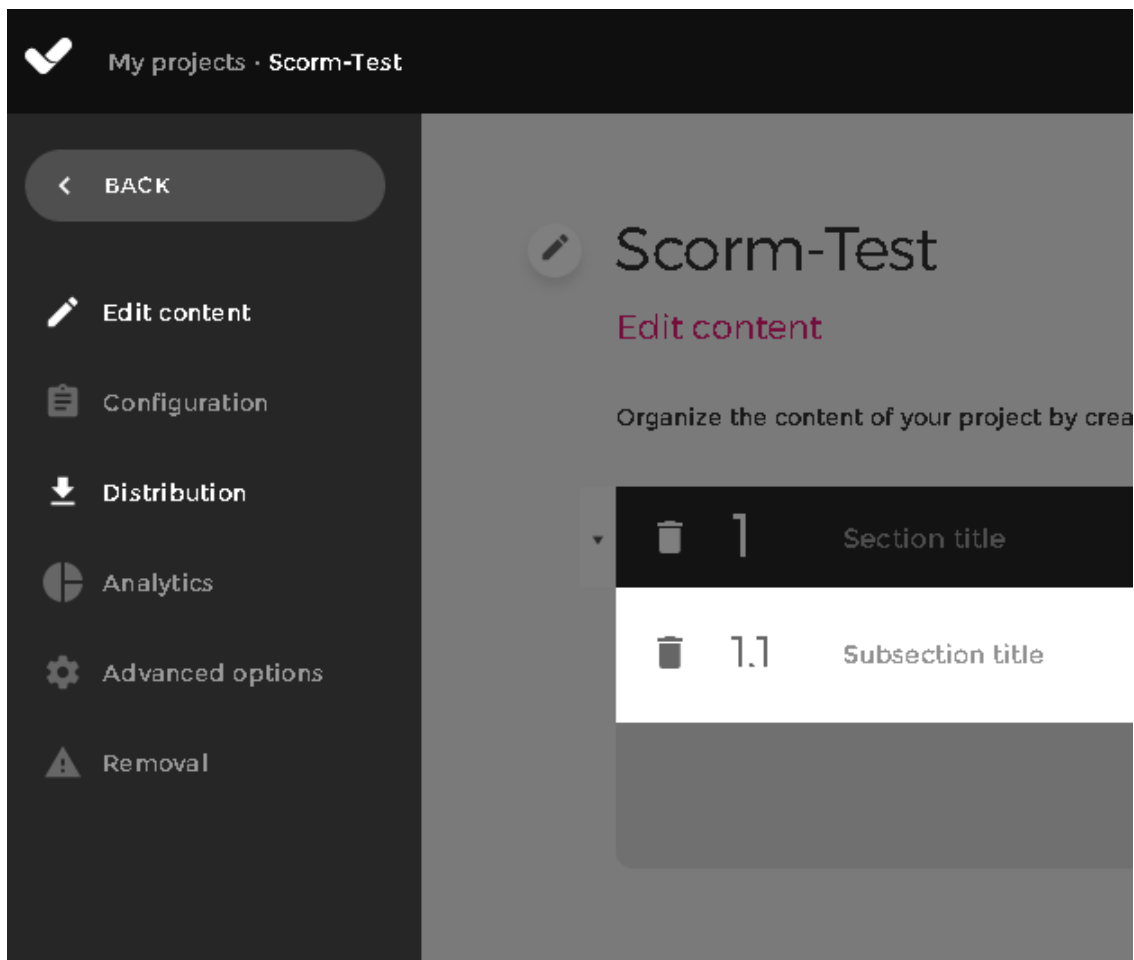 My projects · Scorm-Test
BACK
Edit content
Configuration
Distribution
Analytics
Advanced options
Removal
Scorm-Test
Edit content
Organize the content of your project by crea
1 Section title
1.1 Subsection title